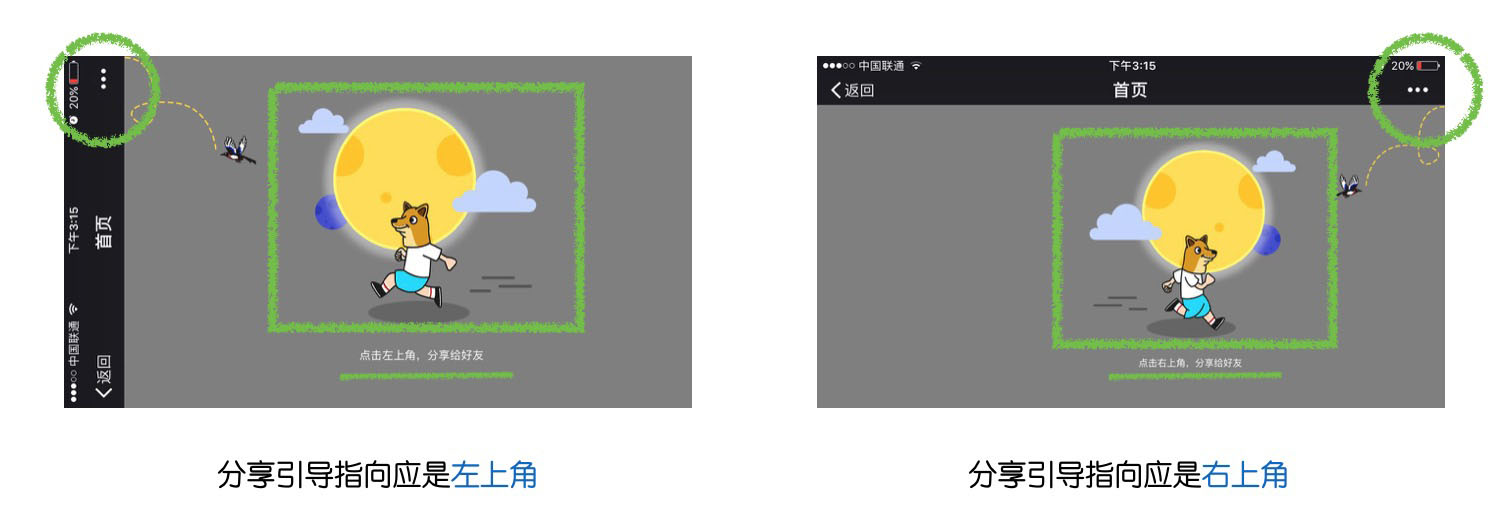 20%
下午3:15
●●●○○ 中国联通
•••
首页
返回
点击左上角，分享给好友
分享引导指向应是左上角
●●●○○ 中国联通
下午3:15
20%
返回
首页
•••
点击右上角，分享给好友
分享引导指向应是右上角